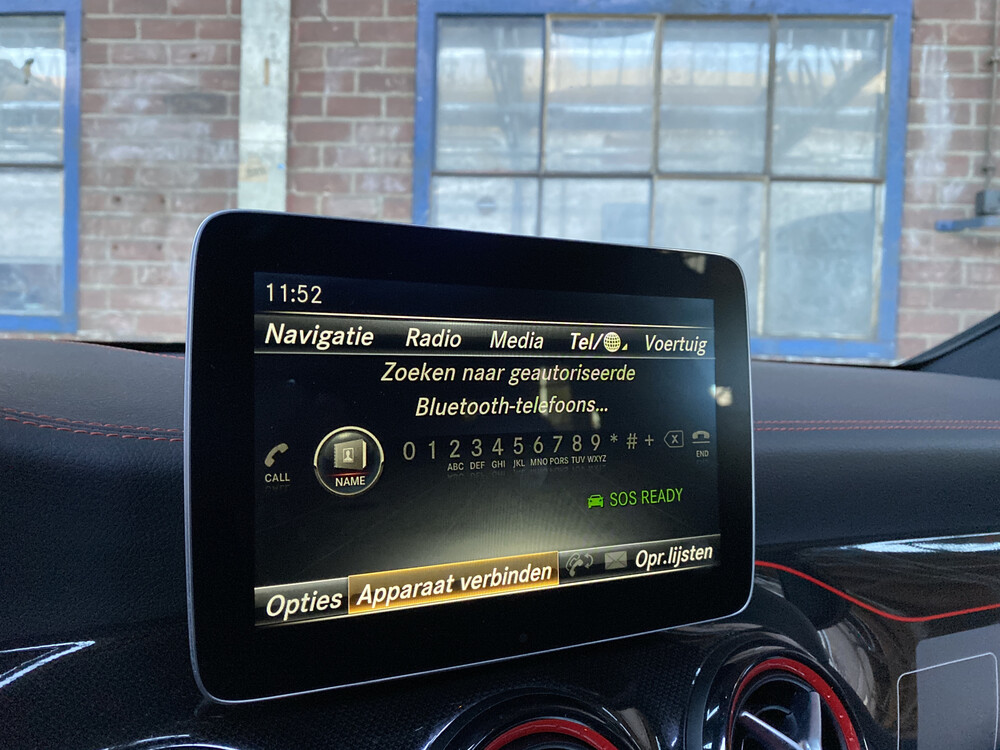 11:52
Navigatie Radio Media Tel/ Voertuig
Zoeken naar geautoriseerde
Bluetooth-telefoons...
0 1 2 3 4 5 6 7 8 9 * # +
ABC DEF GHI JKL MNO PQRS TUV WXYZ
CALL NAME END
SOS READY
Opties Apparaat verbinden Opr.lijsten